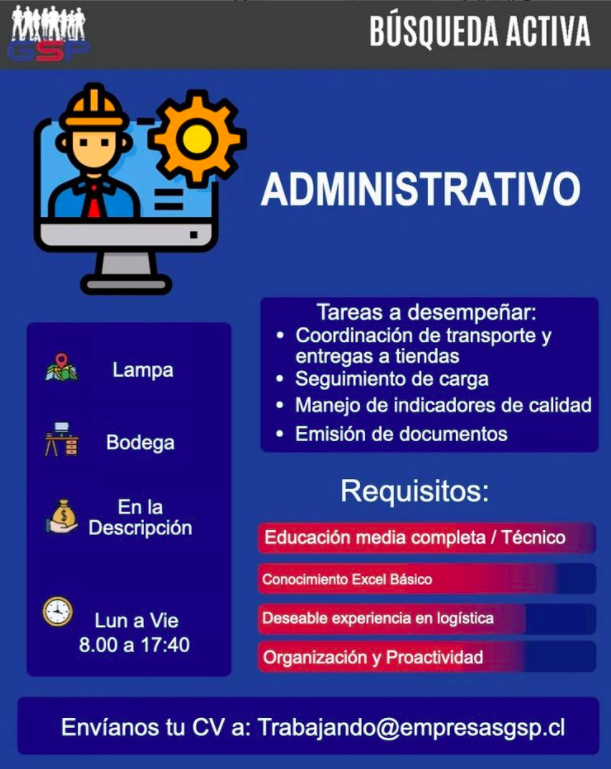 GSP
BÚSQUEDA ACTIVA
ADMINISTRATIVO
Lampa
Bodega
En la
Descripción
Lun a Vie
8.00 a 17:40
Tareas a desempeñar:
• Coordinación de transporte y
entregas a tiendas
• Seguimiento de carga
• Manejo de indicadores de calidad
• Emisión de documentos
Requisitos:
Educación media completa / Técnico
Conocimiento Excel Básico
Deseable experiencia en logística
Organización y Proactividad
Envíanos tu CV a: Trabajando@empresasgsp.cl